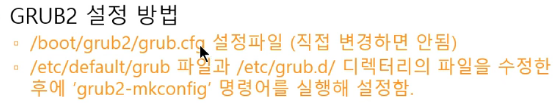 GRUB2 설정 방법
▫ /boot/grub2/grub.cfg 설정파일 (직접 변경하면 안됨)
▫ /etc/default/grub 파일과 /etc/grub.d/ 디렉터리의 파일을 수정한
후에 ‘grub2-mkconfig’ 명령어를 실행해 설정함.